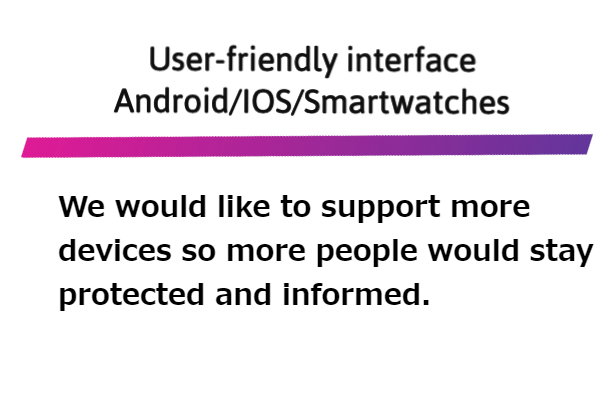 User-friendly interface
Android/IOS/Smartwatches
We would like to support more
devices so more people would stay
protected and informed.